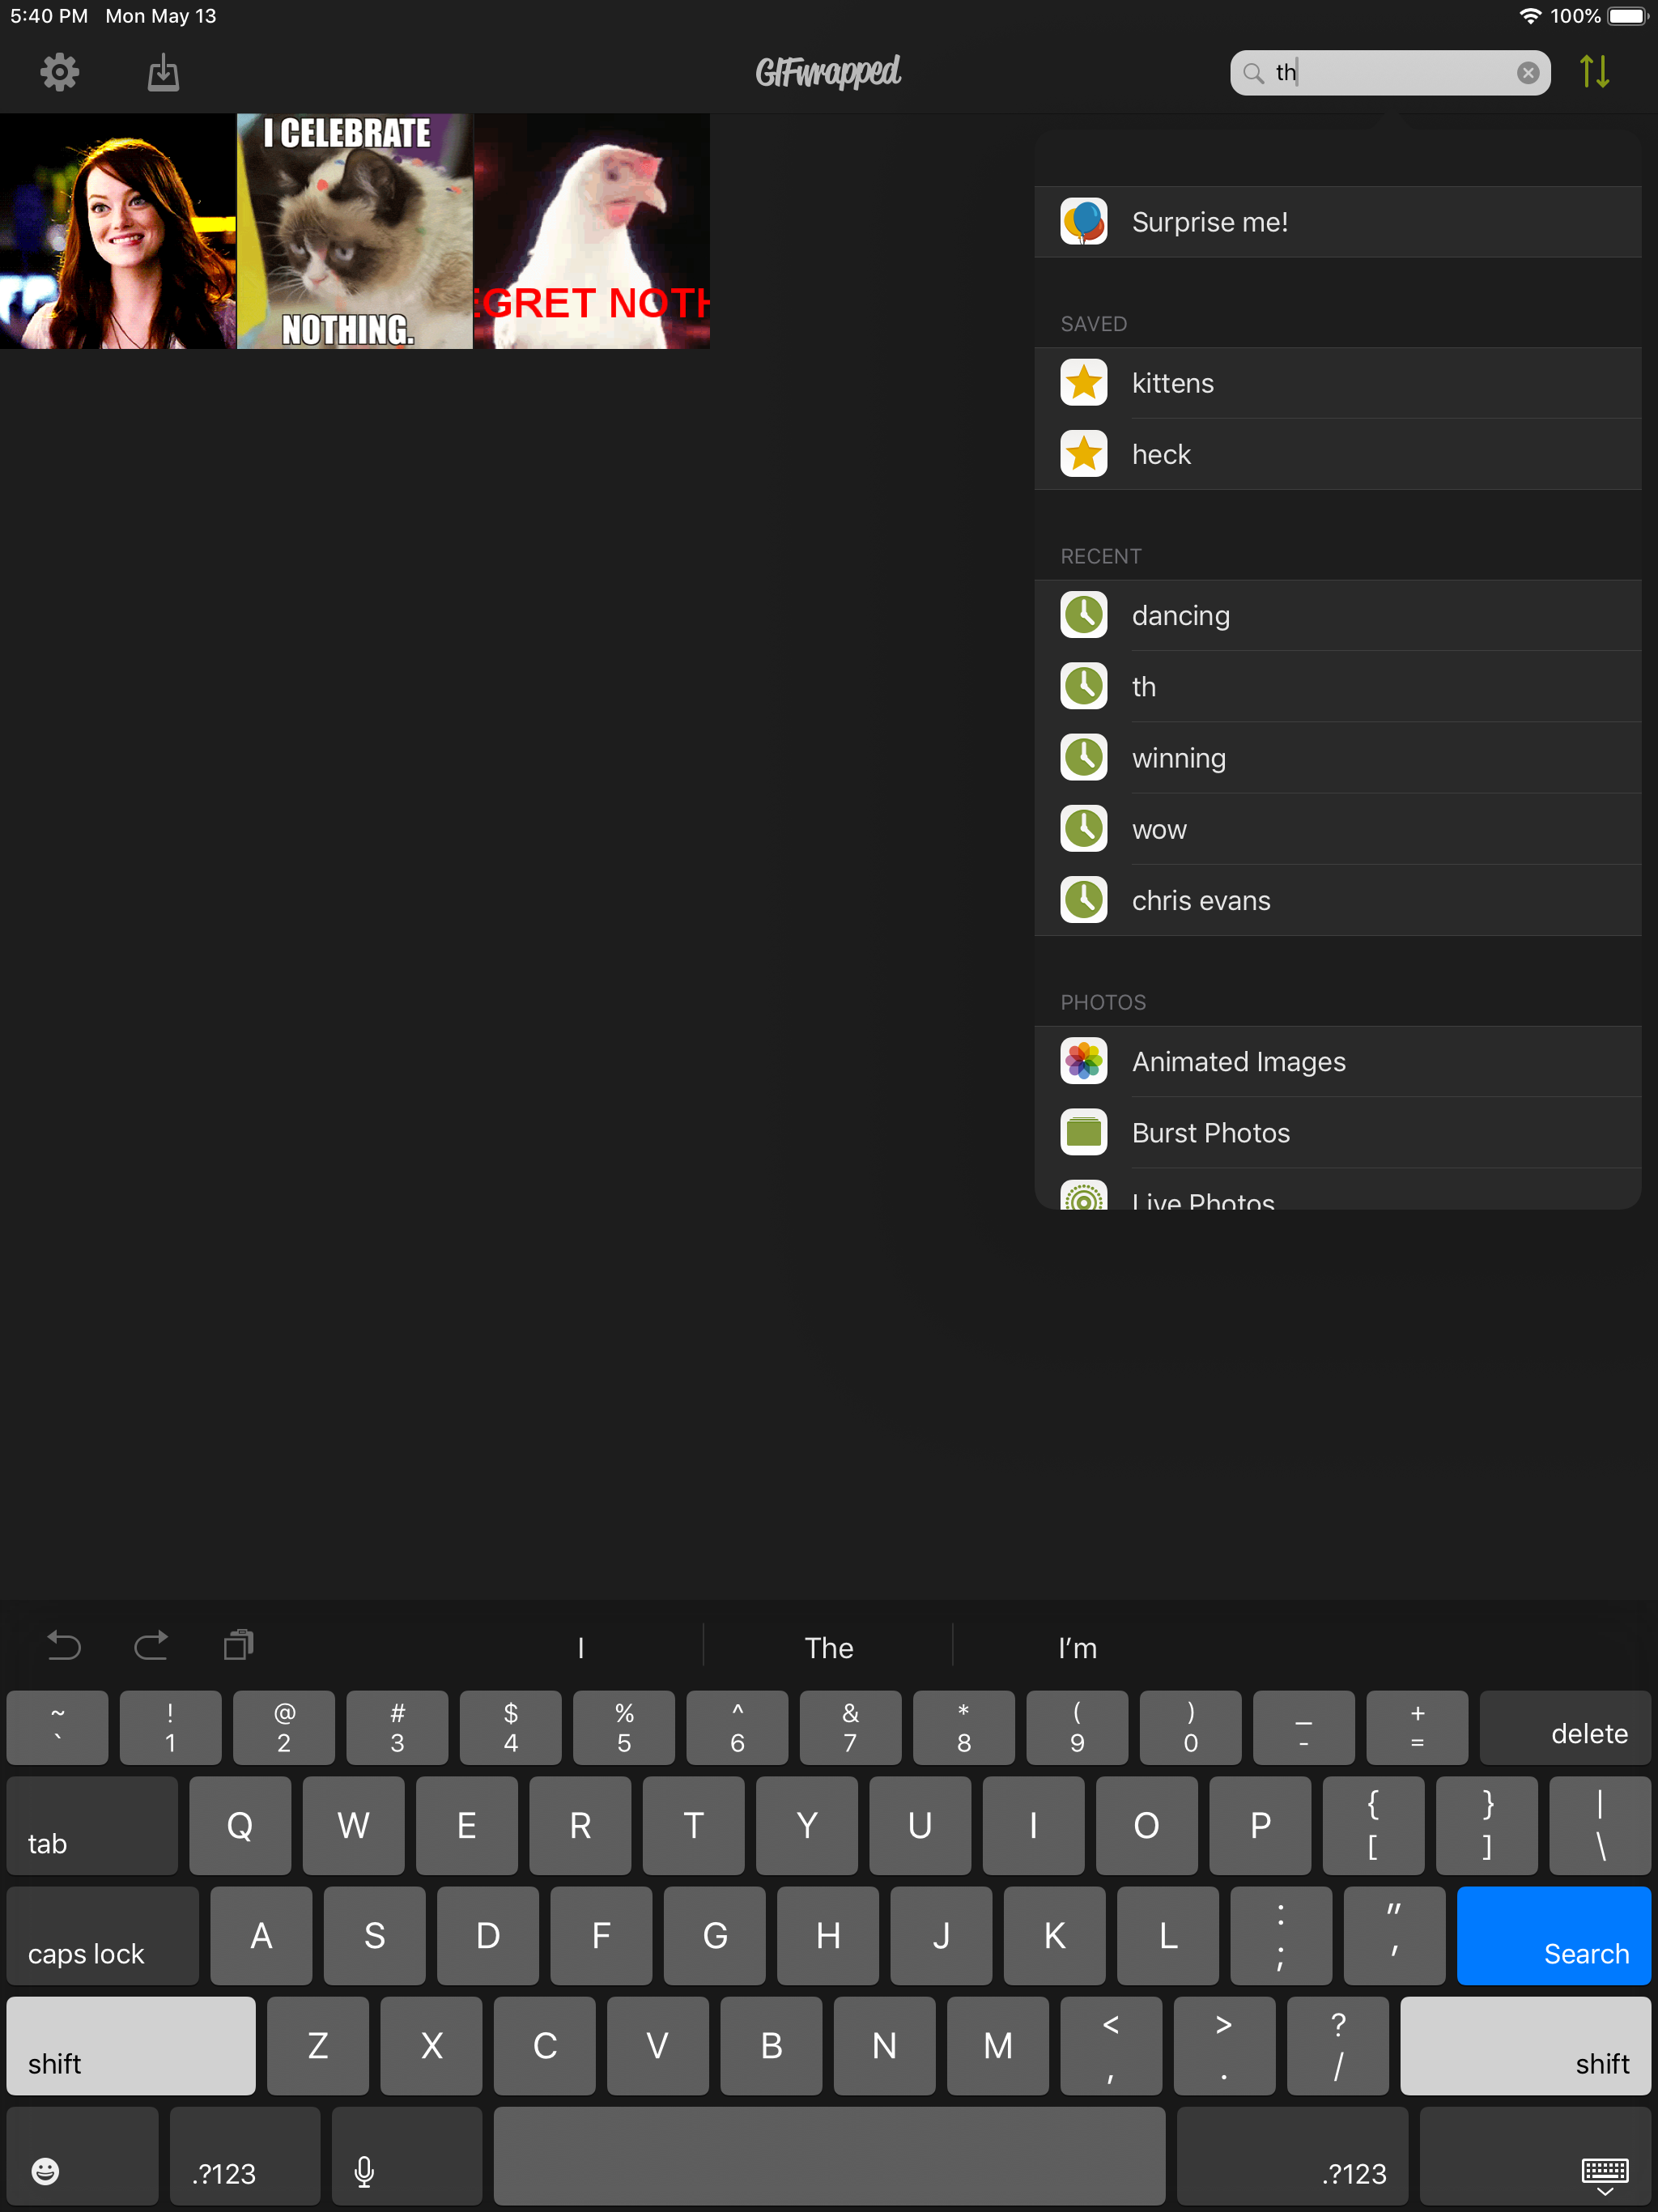 5:40 PM Mon May 13 100%
GIFwrapped
th
I CELEBRATE
NOTHING.
EGRET NOTH
Surprise me!
SAVED
kittens
heck
RECENT
dancing
th
winning
wow
chris evans
PHOTOS
Animated Images
Burst Photos
Live Photos
I The I’m
~ ! @ # $ % ^ & * ( ) _ +
` 1 2 3 4 5 6 7 8 9 0 - = delete
tab Q W E R T Y U I O P { [ } ] | \
caps lock A S D F G H J K L : ; " ' Search
shift Z X C V B N M < , > . ? / shift
.?123 .?123